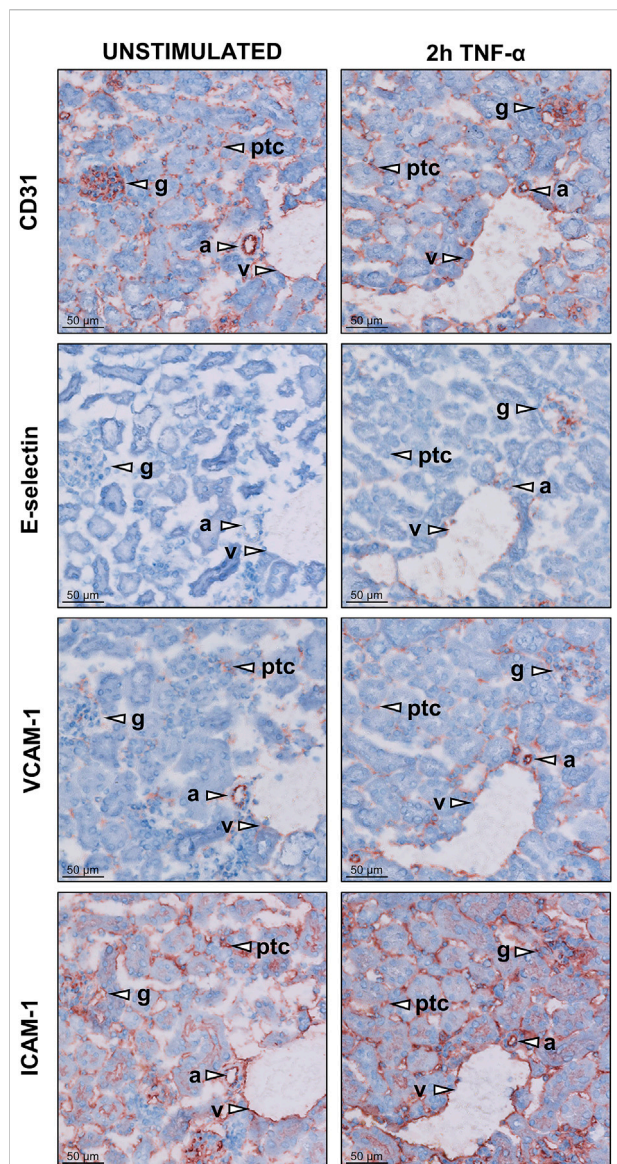 UNSTIMULATED 2h TNF-α
CD31
ptc
g
a
v
50 µm
g
ptc
a
v
50 µm
E-selectin
g
a
v
50 µm
g
ptc
a
v
50 µm
VCAM-1
ptc
g
a
v
50 µm
g
ptc
a
v
50 µm
ICAM-1
ptc
g
a
v
50 µm
g
ptc
a
v
50 µm